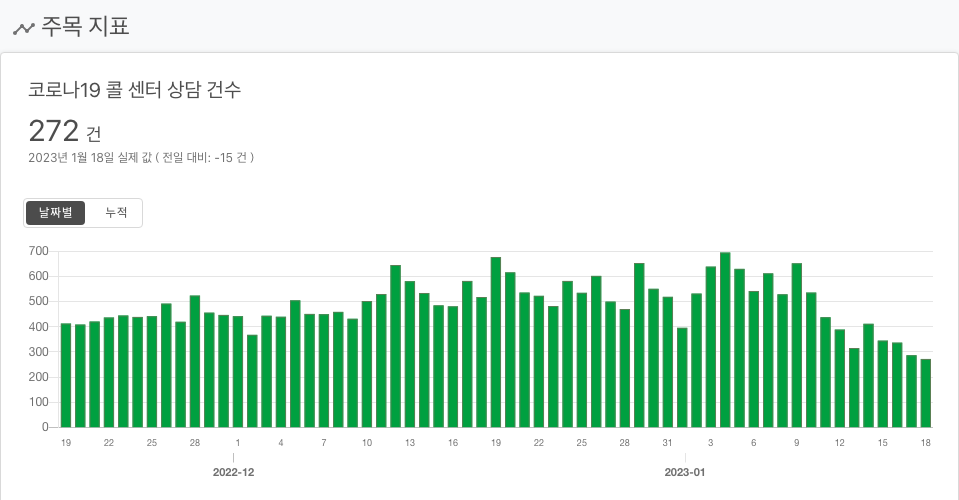 주목 지표
코로나19 콜 센터 상담 건수
272 건
2023년 1월 18일 실제 값 ( 전일 대비: -15 건 )
날짜별 누적
700
600
500
400
300
200
100
0
19 22 25 28 1 4 7 10 13 16 19 22 25 28 31 3 6 9 12 15 18
2022-12 2023-01